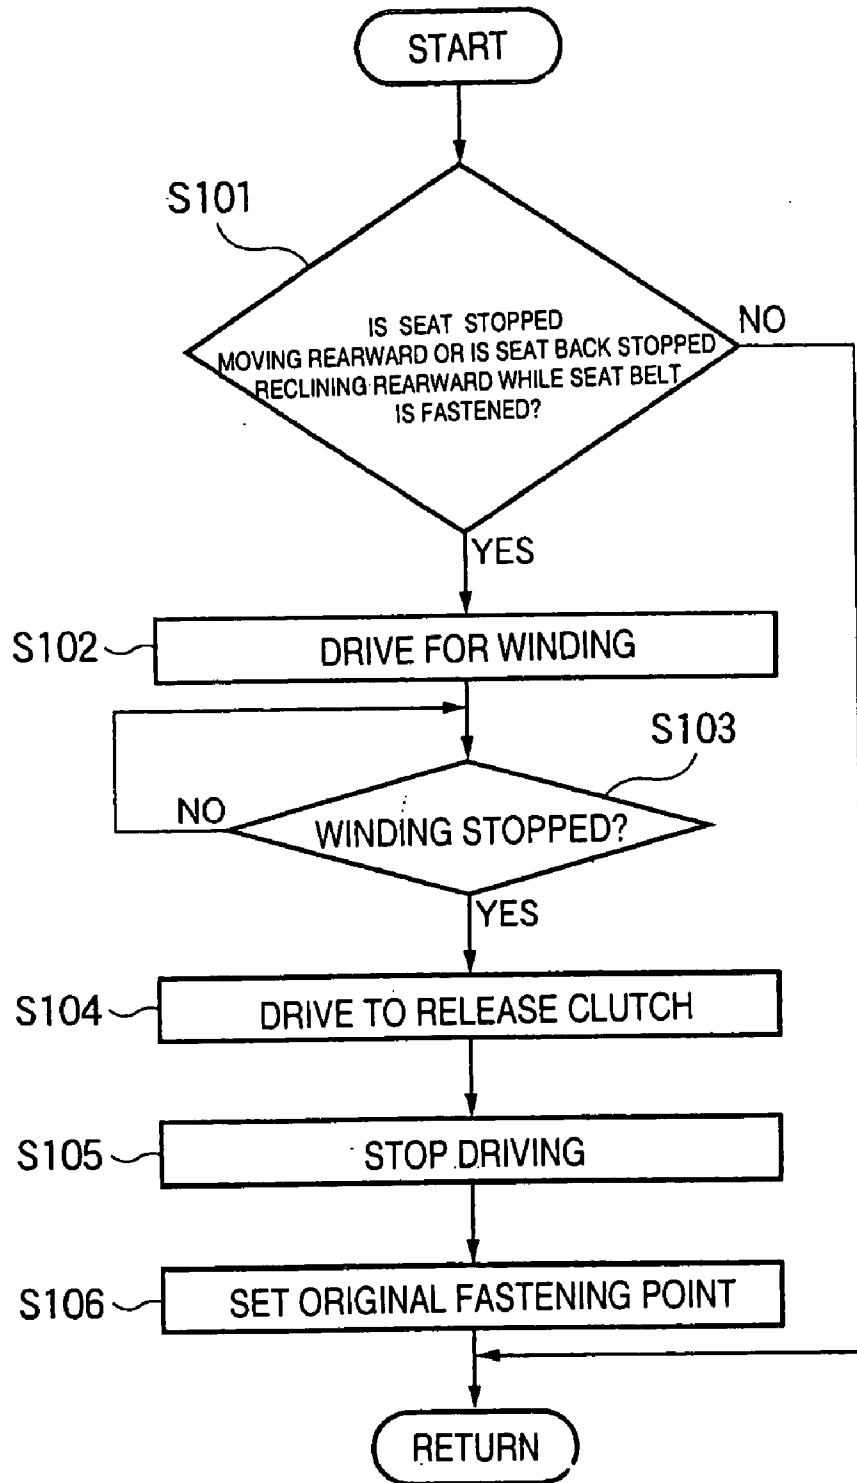 START
S101
IS SEAT STOPPED
MOVING REARWARD OR IS SEAT BACK STOPPED
RECLINING REARWARD WHILE SEAT BELT
IS FASTENED?
NO
YES
S102
DRIVE FOR WINDING
S103
NO
WINDING STOPPED?
YES
S104
DRIVE TO RELEASE CLUTCH
S105
STOP DRIVING
S106
SET ORIGINAL FASTENING POINT
RETURN